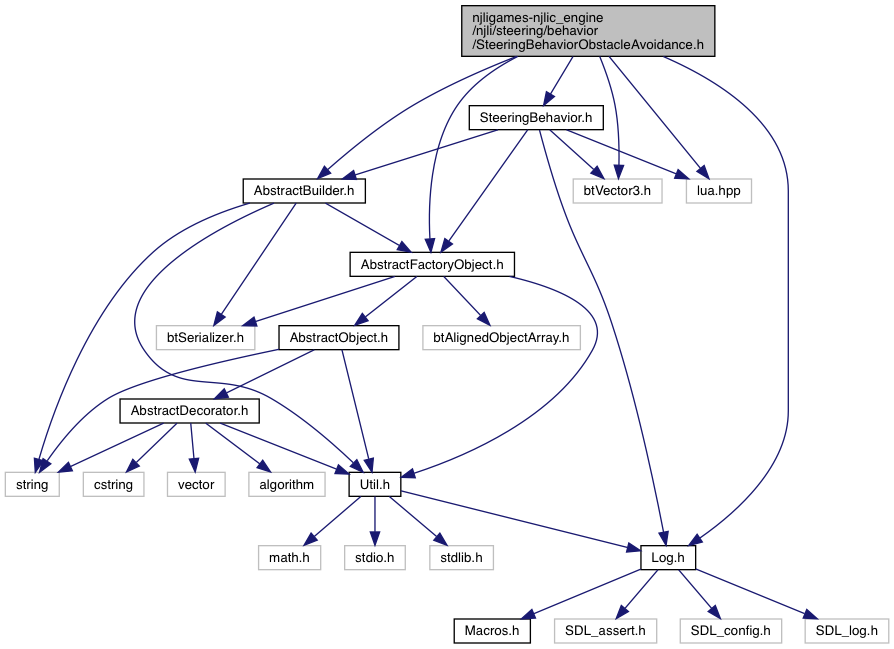 njligames-njlic_engine
/njli/steering/behavior
/SteeringBehaviorObstacleAvoidance.h
SteeringBehavior.h
AbstractBuilder.h
btVector3.h
lua.hpp
AbstractFactoryObject.h
btSerializer.h
AbstractObject.h
btAlignedObjectArray.h
AbstractDecorator.h
string
cstring
vector
algorithm
Util.h
math.h
stdio.h
stdlib.h
Log.h
Macros.h
SDL_assert.h
SDL_config.h
SDL_log.h